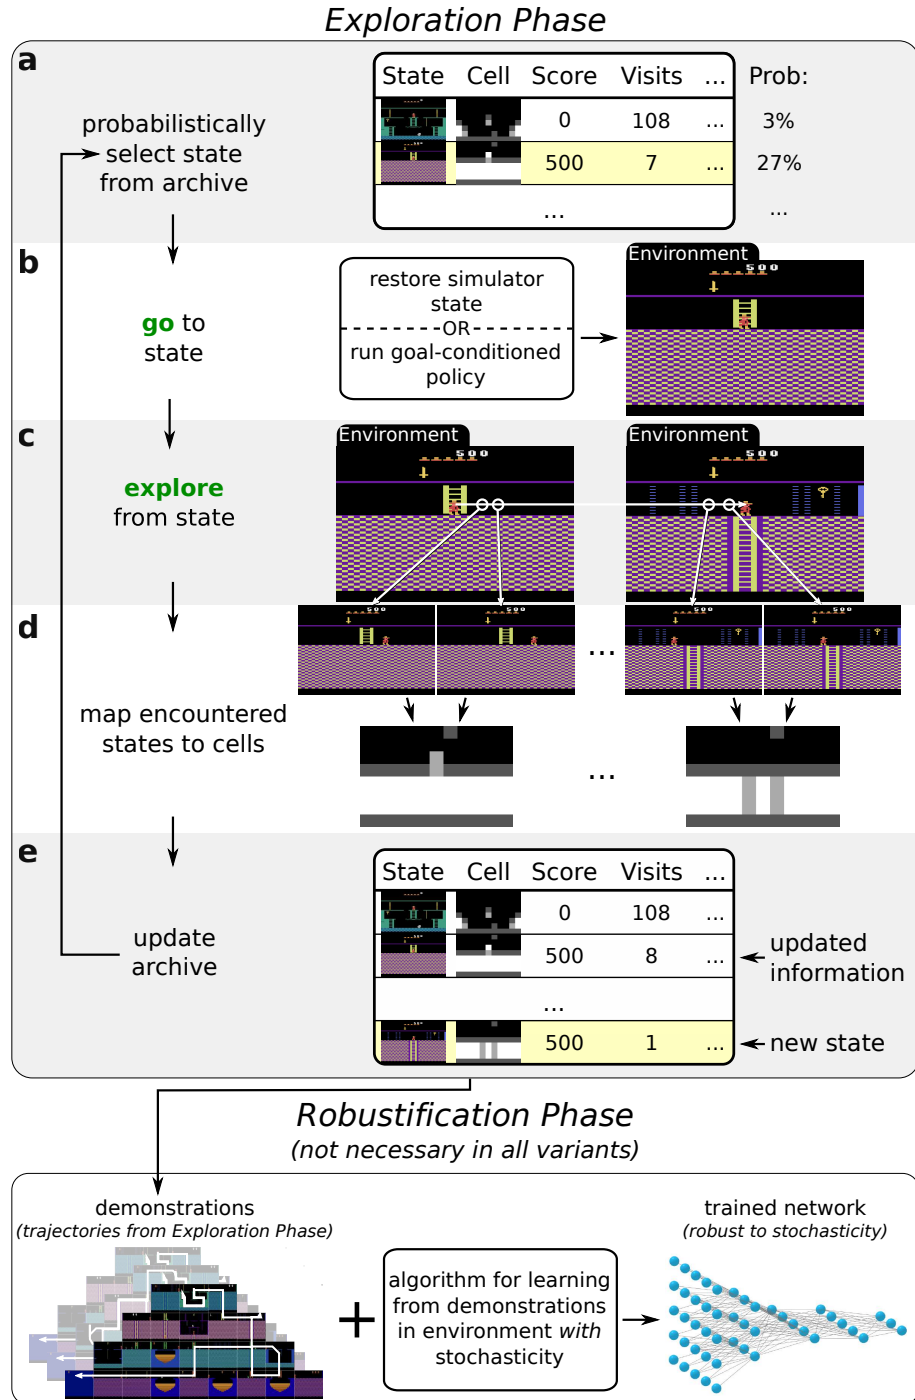 Exploration Phase
a
State Cell Score Visits ... Prob:
0 108 ... 3%
500 7 ... 27%
... ...
probabilistically
select state
from archive
b
go to
state
restore simulator
state
OR
run goal-conditioned
policy
Environment
500
c
explore
from state
Environment
500
Environment
500
d
map encountered
states to cells
500
500
...
500
500
...
e
update
archive
State Cell Score Visits ...
0 108 ...
500 8 ...
...
500 1 ...
updated
information
new state
Robustification Phase
(not necessary in all variants)
demonstrations
(trajectories from Exploration Phase)
+
algorithm for learning
from demonstrations
in environment with
stochasticity
trained network
(robust to stochasticity)